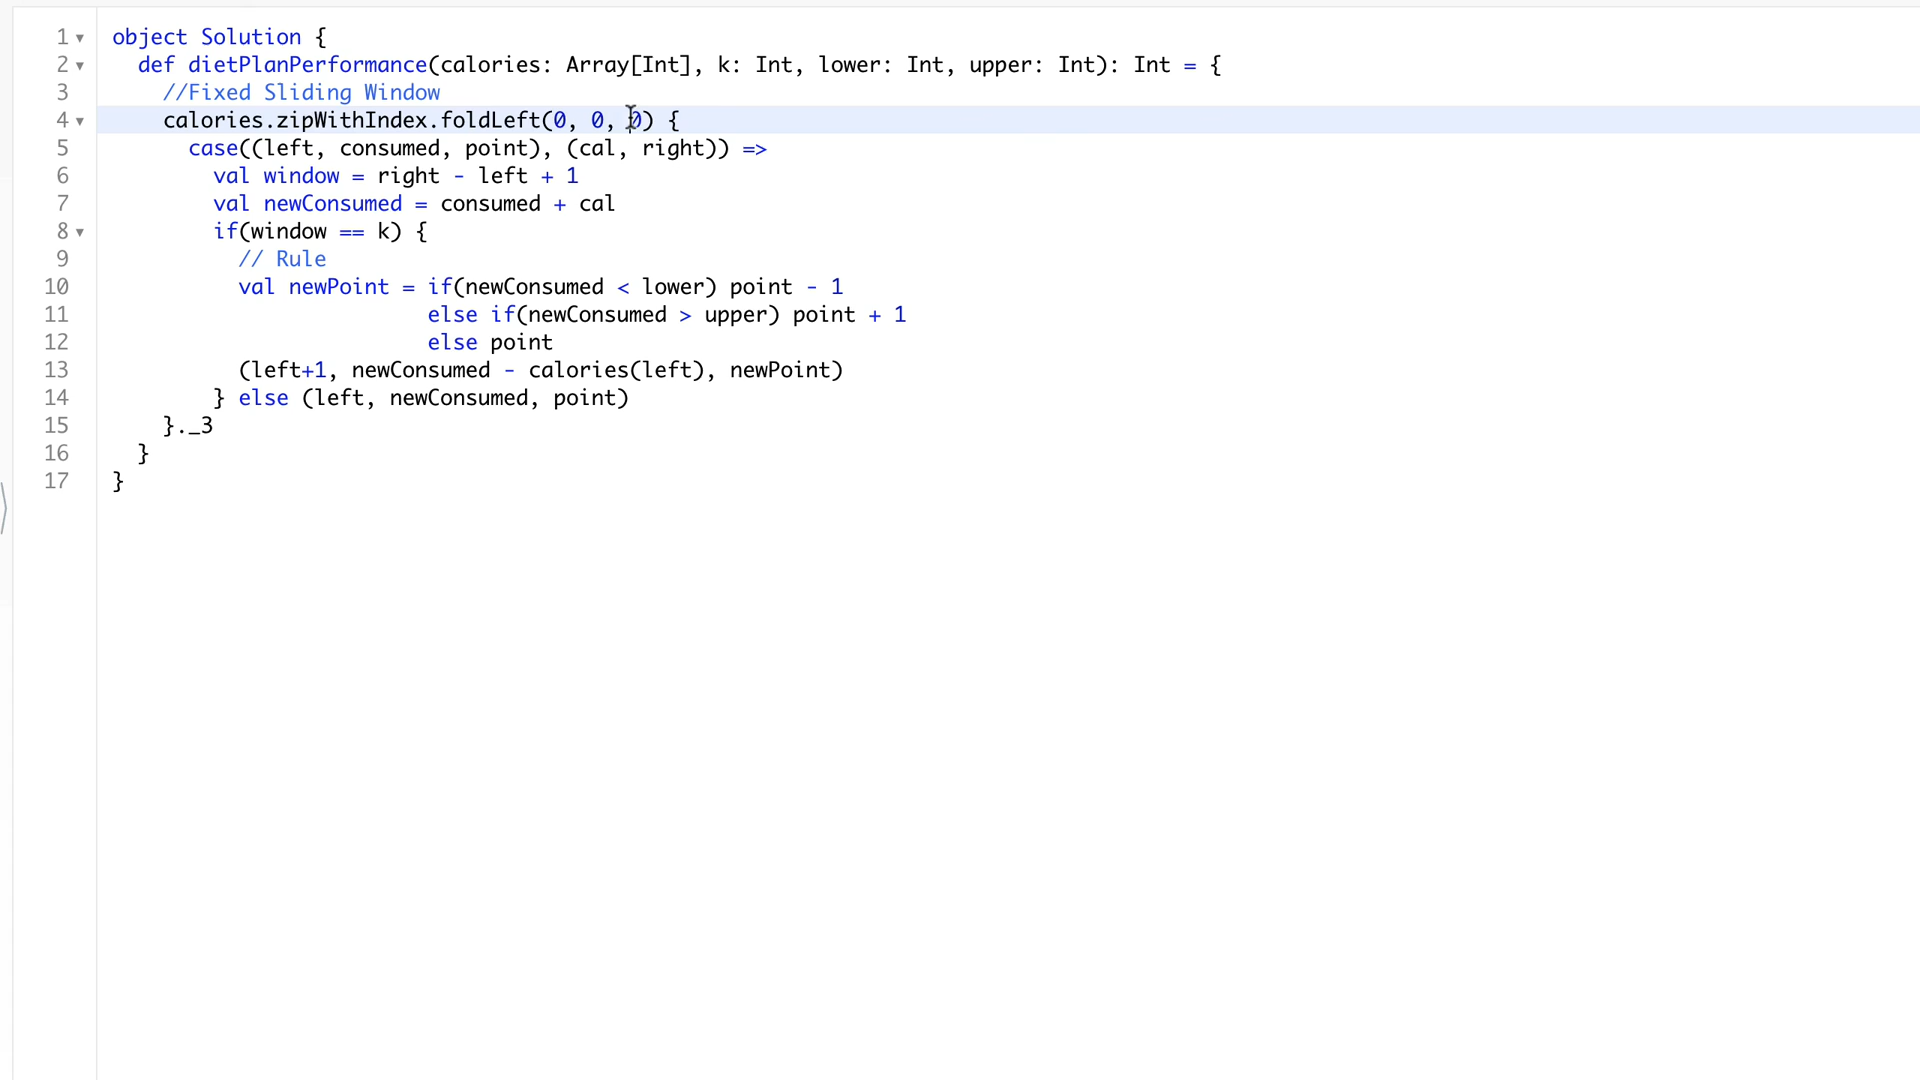 1 object Solution {
2 def dietPlanPerformance(calories: Array[Int], k: Int, lower: Int, upper: Int): Int = {
3 //Fixed Sliding Window
4 calories.zipWithIndex.foldLeft(0, 0, 0) {
5 case((left, consumed, point), (cal, right)) =>
6 val window = right - left + 1
7 val newConsumed = consumed + cal
8 if(window == k) {
9 // Rule
10 val newPoint = if(newConsumed < lower) point - 1
11 else if(newConsumed > upper) point + 1
12 else point
13 (left+1, newConsumed - calories(left), newPoint)
14 } else (left, newConsumed, point)
15 }._3
16 }
17 }